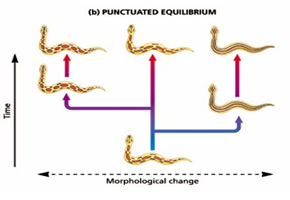 (b) PUNCTUATED EQUILIBRIUM
Time
Morphological change